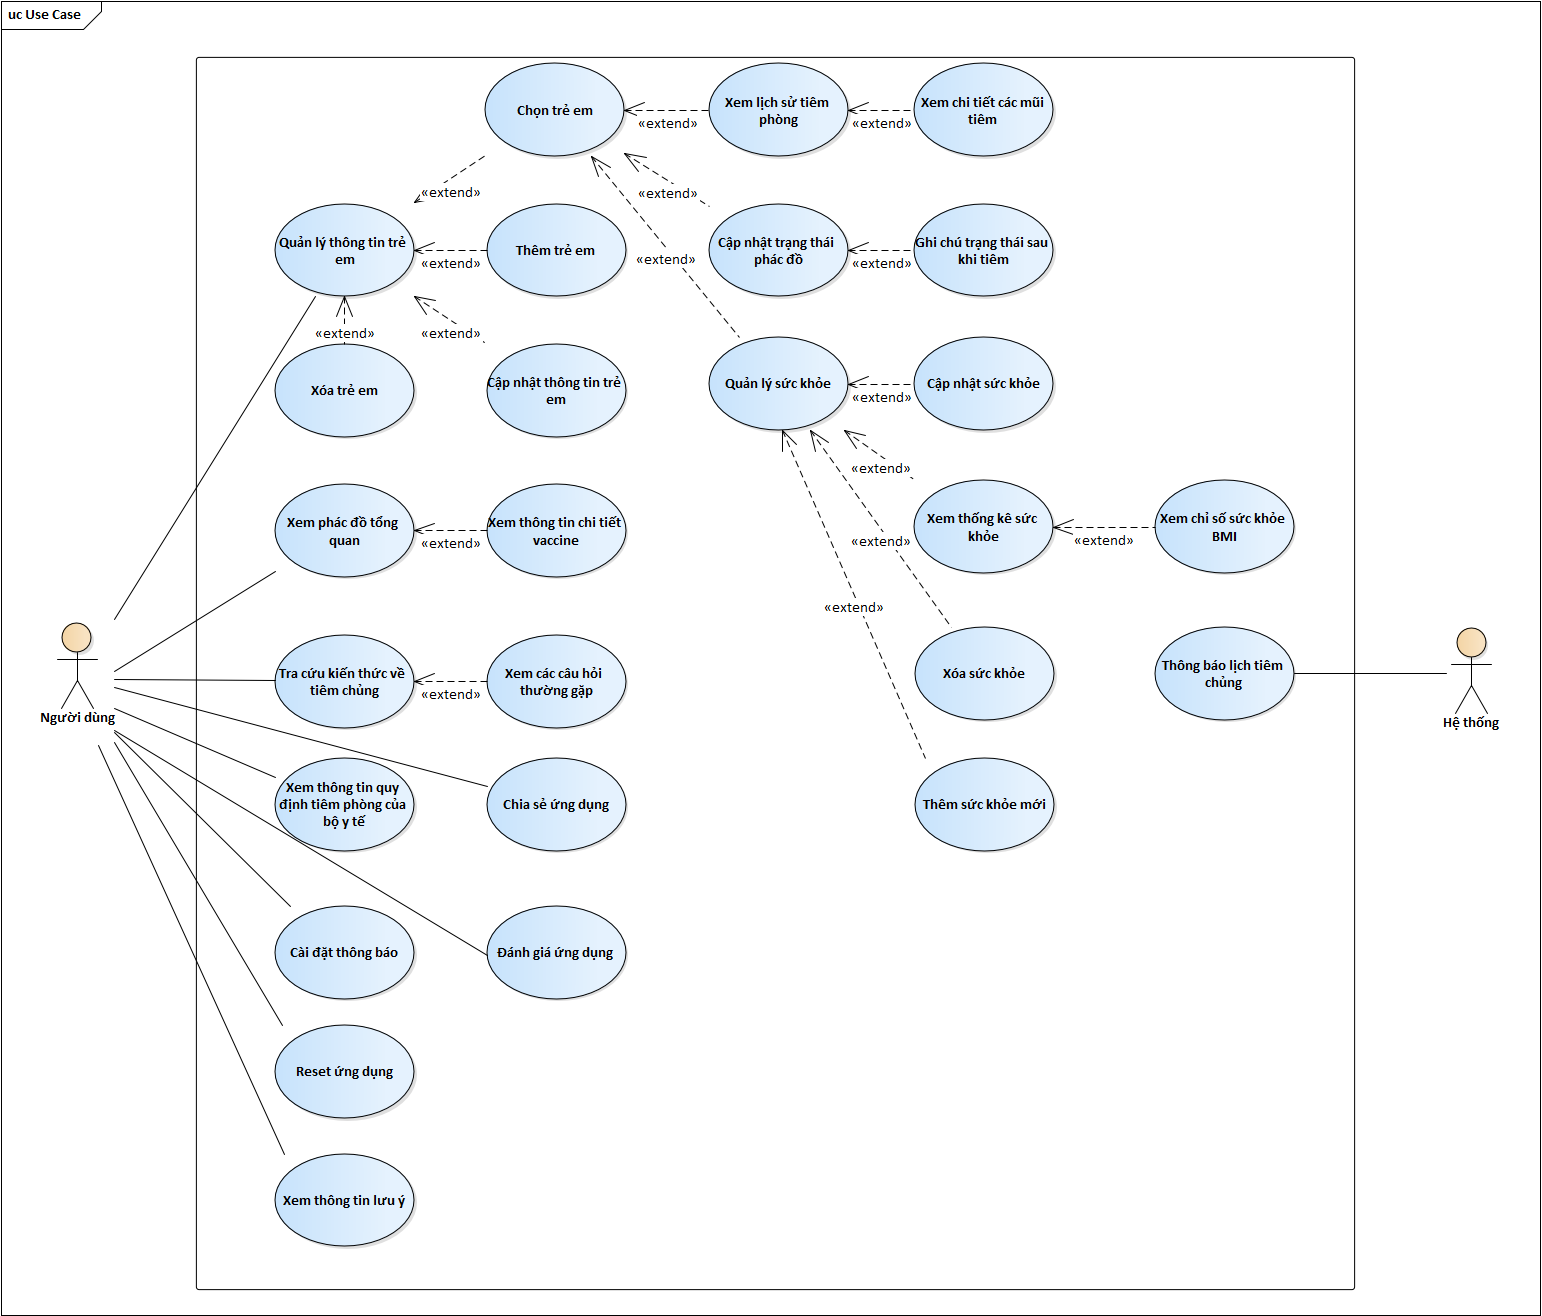 uc Use Case
Chọn trẻ em
«extend»
Xem lịch sử tiêm
phòng
«extend»
Xem chi tiết các mũi
tiêm
«extend»
«extend»
Quản lý thông tin trẻ
em
«extend»
Thêm trẻ em
«extend»
Cập nhật trạng thái
phác đồ
«extend»
Ghi chú trạng thái sau
khi tiêm
«extend»
«extend»
Xóa trẻ em
Cập nhật thông tin trẻ
em
Quản lý sức khỏe
«extend»
Cập nhật sức khỏe
«extend»
Xem phác đồ tổng
quan
«extend»
Xem thông tin chi tiết
vaccine
«extend»
Xem thống kê sức
khỏe
«extend»
Xem chỉ số sức khỏe
BMI
«extend»
Người dùng
Tra cứu kiến thức về
tiêm chủng
«extend»
Xem các câu hỏi
thường gặp
Xóa sức khỏe
Thông báo lịch tiêm
chủng
Hệ thống
Xem thông tin quy
định tiêm phòng của
bộ y tế
Chia sẻ ứng dụng
Thêm sức khỏe mới
Cài đặt thông báo
Đánh giá ứng dụng
Reset ứng dụng
Xem thông tin lưu ý